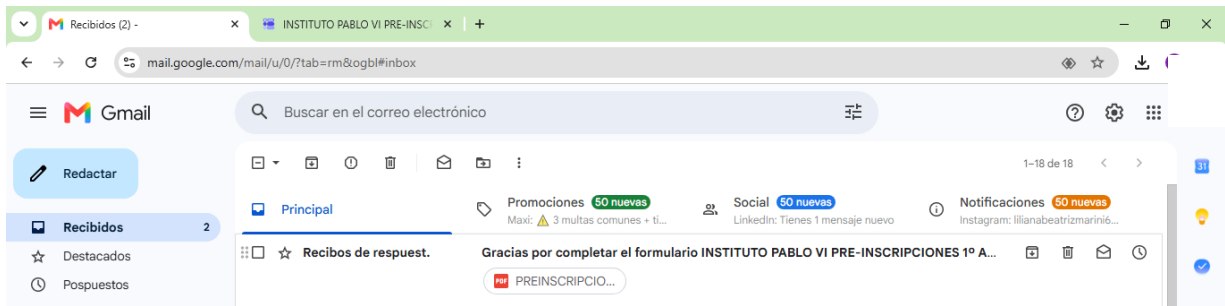 Recibidos (2) -
INSTITUTO PABLO VI PRE-INSC
mail.google.com/mail/u/0/?tab=rm&ogbl#inbox
Gmail
Buscar en el correo electrónico
Redactar
1–18 de 18
31
Principal
Promociones 50 nuevas
Maxi: ⚠ 3 multas comunes + ti...
Social 50 nuevas
LinkedIn: Tienes 1 mensaje nuevo
Notificaciones 50 nuevas
Instagram: lilianabeatrizmarinió...
Recibidos 2
Destacados
Pospuestos
Recibos de respuest.
Gracias por completar el formulario INSTITUTO PABLO VI PRE-INSCRIPCIONES 1º A...
PDF PREINSCRIPCIO...